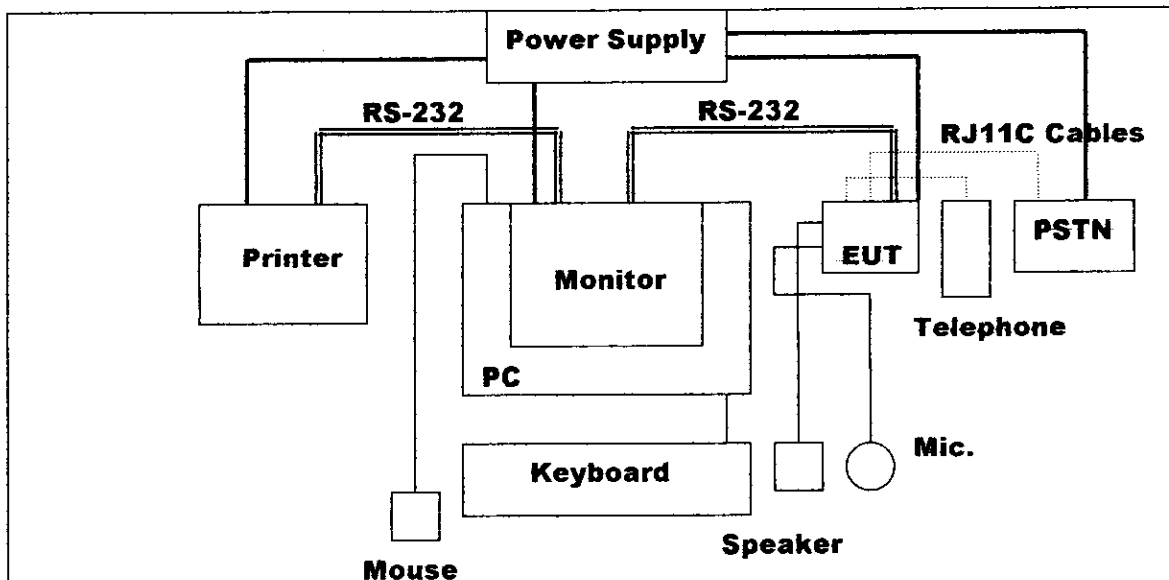 Power Supply
RS-232
RS-232
RJ11C Cables
Printer
Monitor
EUT
PSTN
Telephone
PC
Keyboard
Mic.
Speaker
Mouse